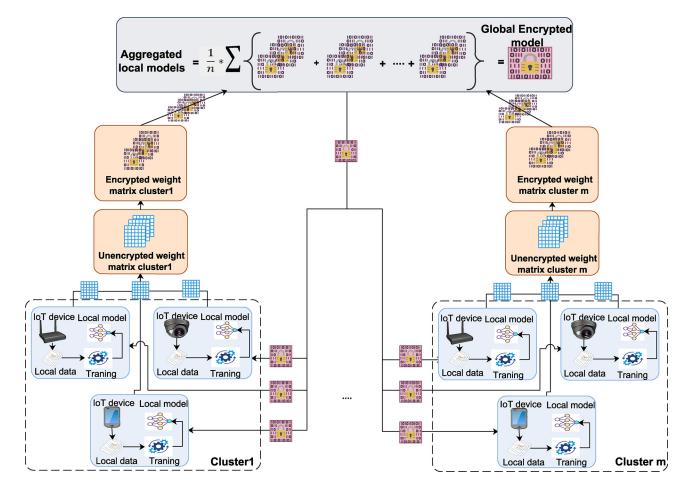 Aggregated local models = 1/n * ∑ { + + + .... + } =
Global Encrypted model
Encrypted weight
matrix cluster1
Unencrypted weight
matrix cluster1
IoT device
Local model
Local data
Traning
IoT device
Local model
Local data
Traning
IoT device
Local model
Local data
Traning
Cluster1
....
Encrypted weight
matrix cluster m
Unencrypted weight
matrix cluster m
IoT device
Local model
Local data
Traning
IoT device
Local model
Local data
Traning
IoT device
Local model
Local data
Traning
Cluster m